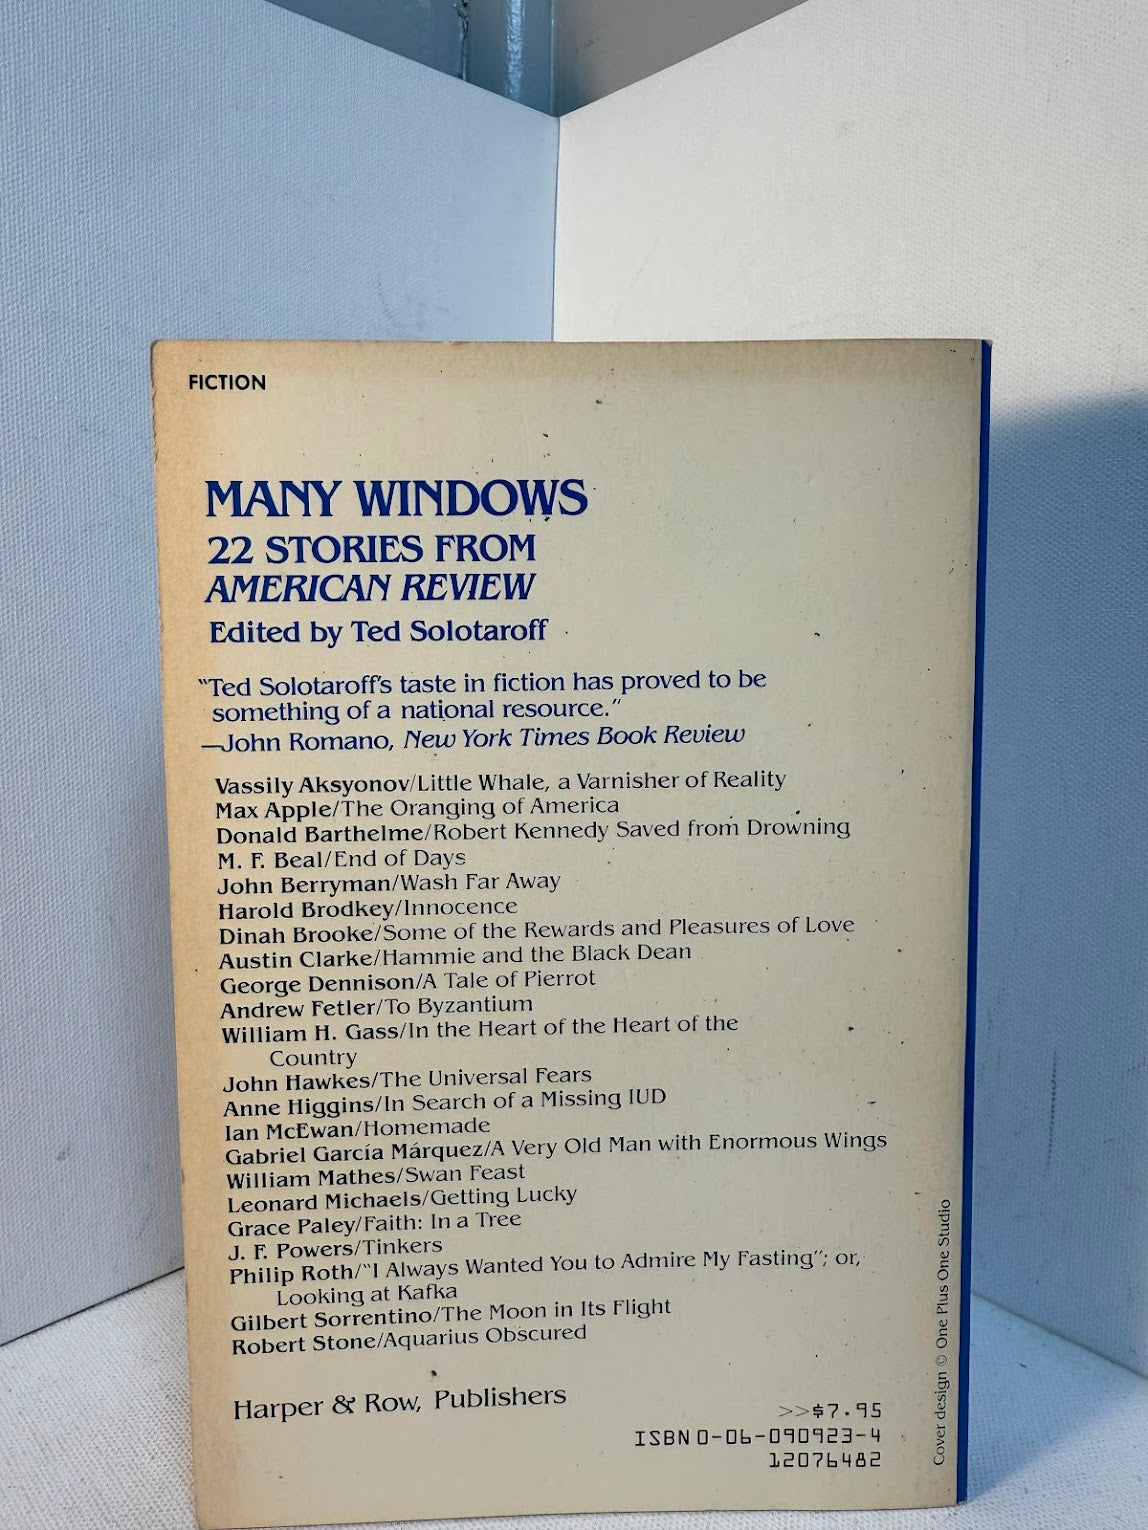 FICTION
MANY WINDOWS
22 STORIES FROM
AMERICAN REVIEW
Edited by Ted Solotaroff
“Ted Solotaroff’s taste in fiction has proved to be
something of a national resource.”
—John Romano, New York Times Book Review
Vassily Aksyonov/Little Whale, a Varnisher of Reality
Max Apple/The Oranging of America
Donald Barthelme/Robert Kennedy Saved from Drowning
M. F. Beal/End of Days
John Berryman/Wash Far Away
Harold Brodkey/Innocence
Dinah Brooke/Some of the Rewards and Pleasures of Love
Austin Clarke/Hammie and the Black Dean
George Dennison/A Tale of Pierrot
Andrew Fetler/To Byzantium
William H. Gass/In the Heart of the Heart of the
Country
John Hawkes/The Universal Fears
Anne Higgins/In Search of a Missing IUD
Ian McEwan/Homemade
Gabriel García Márquez/A Very Old Man with Enormous Wings
William Mathes/Swan Feast
Leonard Michaels/Getting Lucky
Grace Paley/Faith: In a Tree
J. F. Powers/Tinkers
Philip Roth/“I Always Wanted You to Admire My Fasting”; or,
Looking at Kafka
Gilbert Sorrentino/The Moon in Its Flight
Robert Stone/Aquarius Obscured
Harper & Row, Publishers
>>$7.95
ISBN 0-06-090923-4
12076482
Cover design © One Plus One Studio